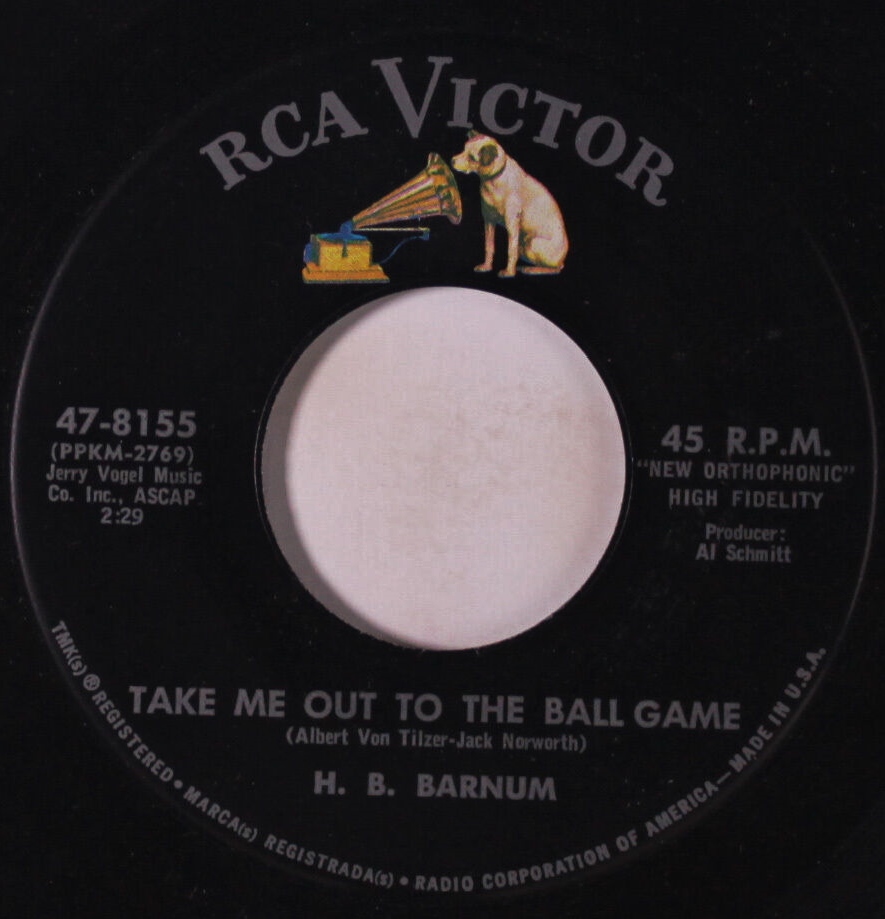 RCA VICTOR
47-8155
(PPKM-2769)
Jerry Vogel Music
Co. Inc., ASCAP
2:29
45 R.P.M.
"NEW ORTHOPHONIC"
HIGH FIDELITY
Producer:
Al Schmitt
TAKE ME OUT TO THE BALL GAME
(Albert Von Tilzer-Jack Norworth)
H. B. BARNUM
TMK(s) ® REGISTERED • MARCA(s) REGISTRADA(s) • RADIO CORPORATION OF AMERICA—MADE IN U.S.A.